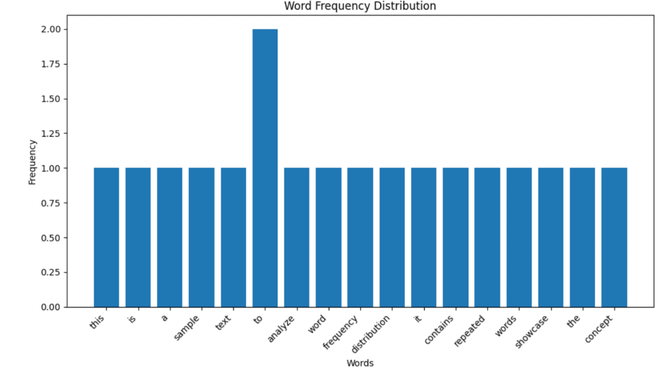 Word Frequency Distribution
2.00
1.75
1.50
1.25
1.00
0.75
0.50
0.25
0.00
Frequency
this
is
a
sample
text
to
analyze
word
frequency
distribution
it
contains
repeated
words
showcase
the
concept
Words